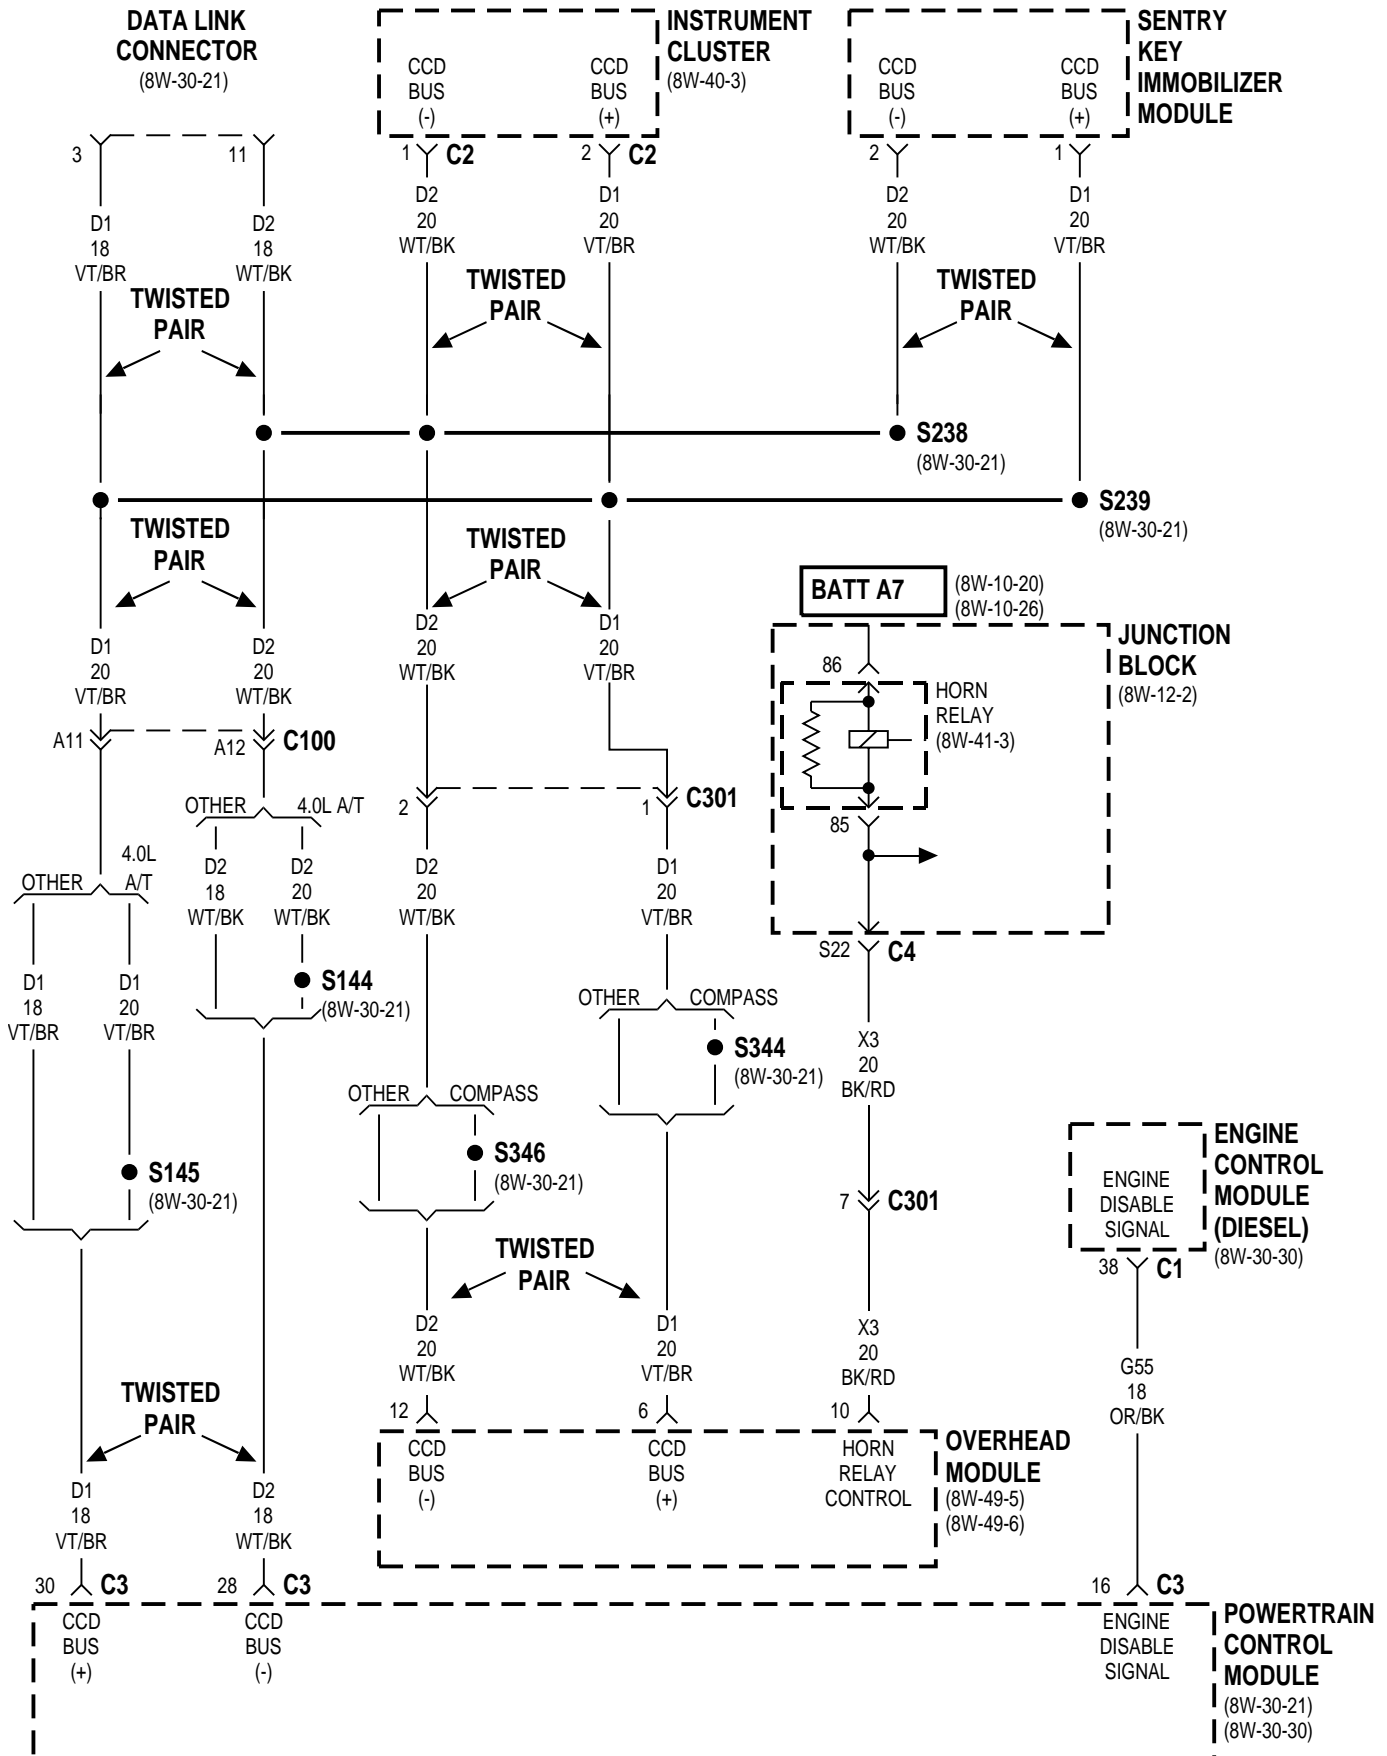 DATA LINK
CONNECTOR
(8W-30-21)
INSTRUMENT
CLUSTER
(8W-40-3)
SENTRY
KEY
IMMOBILIZER
MODULE
CCD
BUS
(-)
CCD
BUS
(+)
CCD
BUS
(-)
CCD
BUS
(+)
3
11
1
C2
2
C2
2
1
D1
18
VT/BR
D2
18
WT/BK
D2
20
WT/BK
D1
20
VT/BR
D2
20
WT/BK
D1
20
VT/BR
TWISTED
PAIR
TWISTED
PAIR
TWISTED
PAIR
S238
(8W-30-21)
S239
(8W-30-21)
TWISTED
PAIR
TWISTED
PAIR
BATT A7
(8W-10-20)
(8W-10-26)
JUNCTION
BLOCK
(8W-12-2)
D1
20
VT/BR
D2
20
WT/BK
D2
20
WT/BK
D1
20
VT/BR
86
HORN
RELAY
(8W-41-3)
85
A11
A12
C100
2
1
C301
OTHER
4.0L A/T
D2
18
WT/BK
D2
20
WT/BK
D2
20
WT/BK
D1
20
VT/BR
OTHER
4.0L
A/T
S22
C4
D1
18
VT/BR
D1
20
VT/BR
S144
(8W-30-21)
OTHER
COMPASS
S344
(8W-30-21)
X3
20
BK/RD
OTHER
COMPASS
S346
(8W-30-21)
S145
(8W-30-21)
7
C301
ENGINE
DISABLE
SIGNAL
ENGINE
CONTROL
MODULE
(DIESEL)
(8W-30-30)
38
C1
TWISTED
PAIR
D2
20
WT/BK
D1
20
VT/BR
X3
20
BK/RD
G55
18
OR/BK
TWISTED
PAIR
12
6
10
CCD
BUS
(-)
CCD
BUS
(+)
HORN
RELAY
CONTROL
OVERHEAD
MODULE
(8W-49-5)
(8W-49-6)
D1
18
VT/BR
D2
18
WT/BK
30
C3
28
C3
16
C3
CCD
BUS
(+)
CCD
BUS
(-)
ENGINE
DISABLE
SIGNAL
POWERTRAIN
CONTROL
MODULE
(8W-30-21)
(8W-30-30)